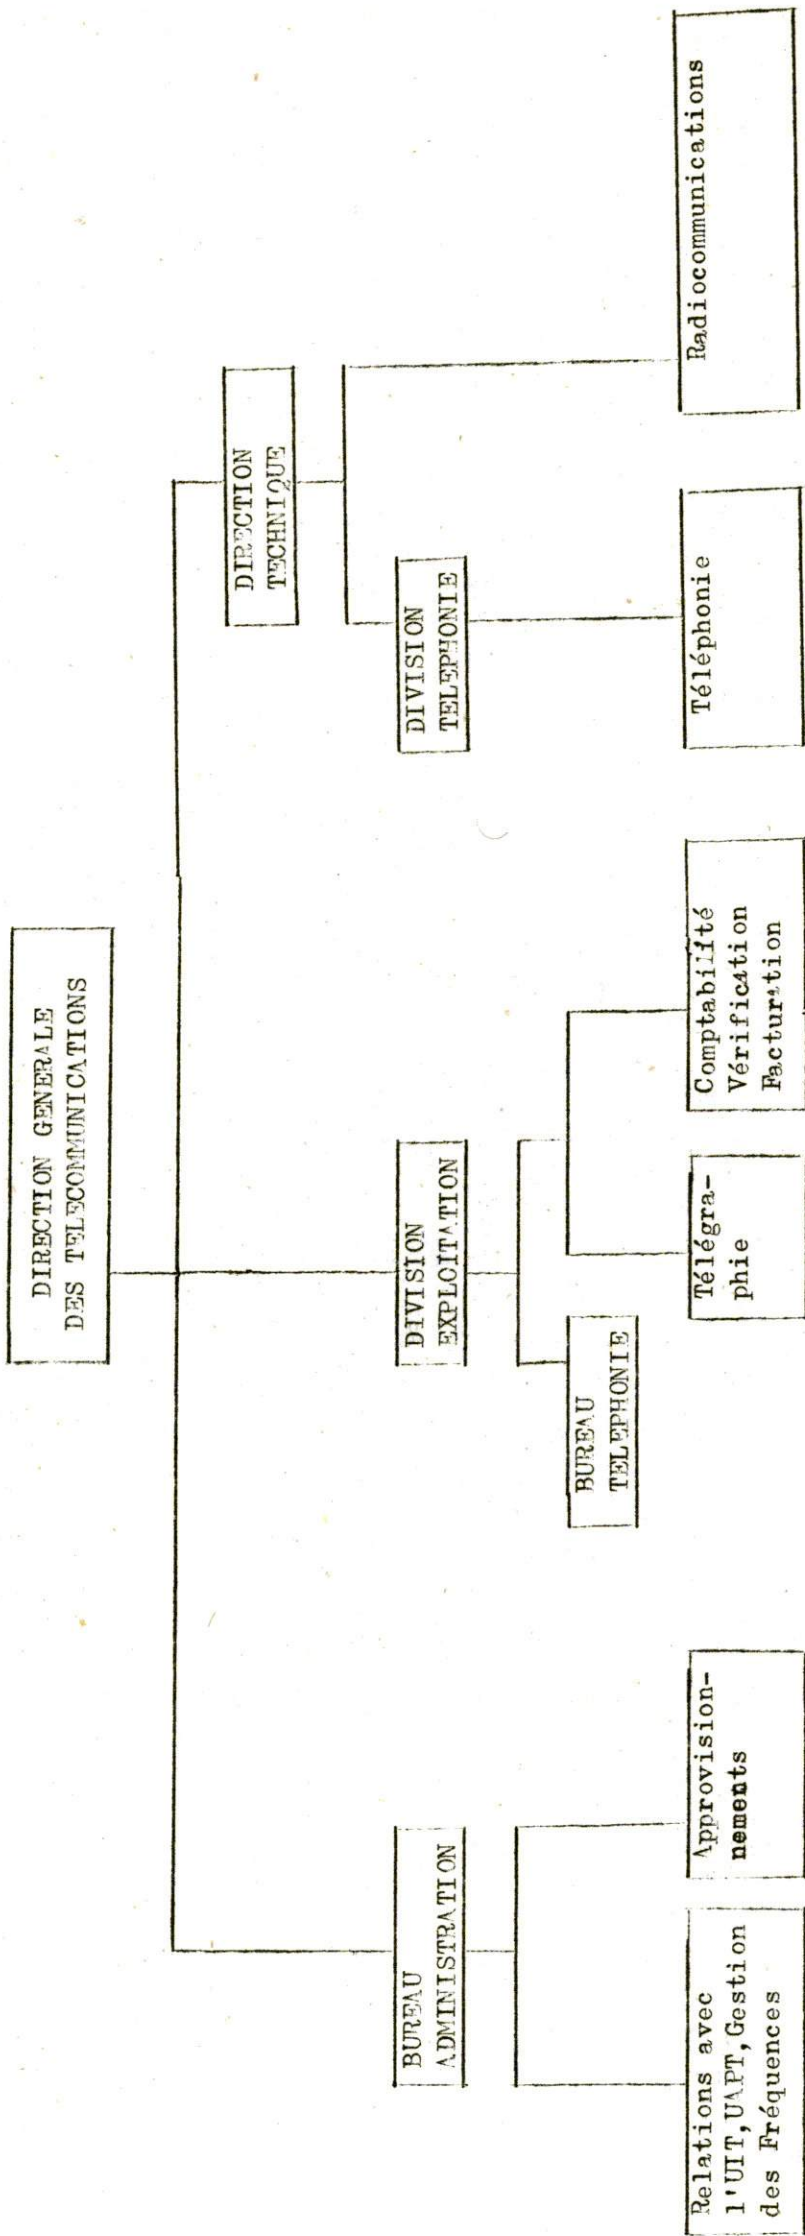 DIRECTION GENERALE
DES TELECOMMUNICATIONS
DIRECTION
TECHNIQUE
BUREAU
ADMINISTRATION
DIVISION
EXPLOITATION
DIVISION
TELEPHONIE
BUREAU
TELEPHONIE
Relations avec
l'UIT,UAPT,Gestion
des Fréquences
Approvision-
nements
Télégra-
phie
Comptabilité
Vérification
Facturation
Téléphonie
Radiocommunications